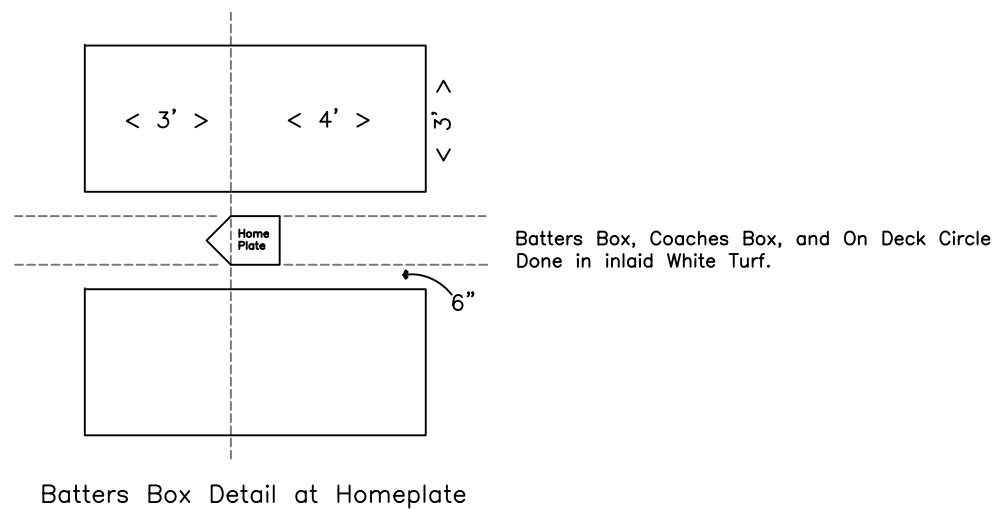 < 3' >
< 4' >
< 3' >
Home
Plate
Batters Box, Coaches Box, and On Deck Circle
Done in inlaid White Turf.
6"
Batters Box Detail at Homeplate